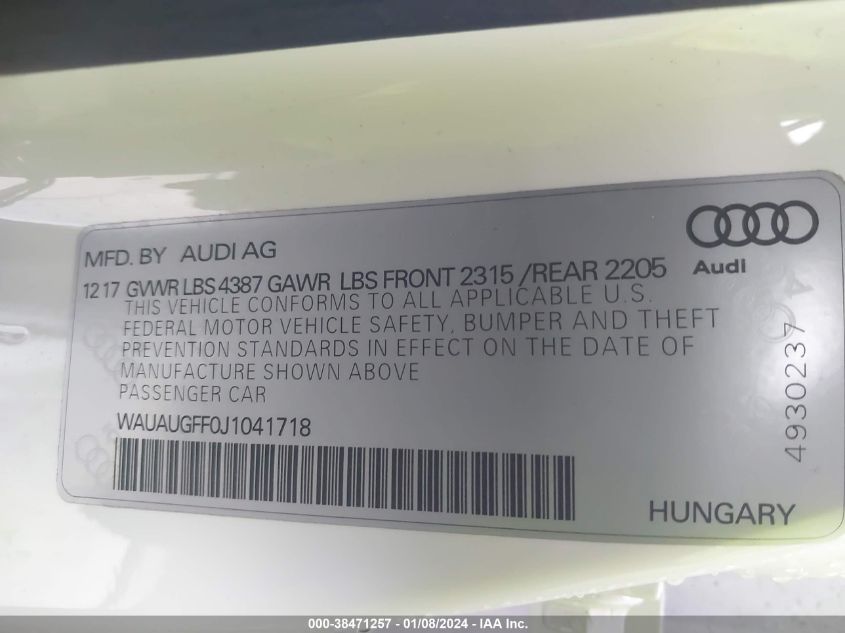 MFD. BY AUDI AG
12 17 GVWR LBS 4387 GAWR LBS FRONT 2315 /REAR 2205
Audi
THIS VEHICLE CONFORMS TO ALL APPLICABLE U.S.
FEDERAL MOTOR VEHICLE SAFETY, BUMPER AND THEFT
PREVENTION STANDARDS IN EFFECT ON THE DATE OF
MANUFACTURE SHOWN ABOVE
PASSENGER CAR
WAUAUGFF0J1041718
4930237
HUNGARY
000-38471257 - 01/08/2024 - IAA Inc.